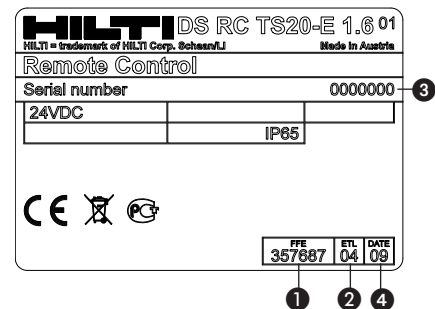 HILTI DS RC TS20-E 1.6 01
HILTI = trademark of HILTI Corp. Schaan/LI Made in Austria
Remote Control
Serial number 0000000 3
24VDC
IP65
CE PCT
FFE ETL DATE
357687 04 09
1 2 4